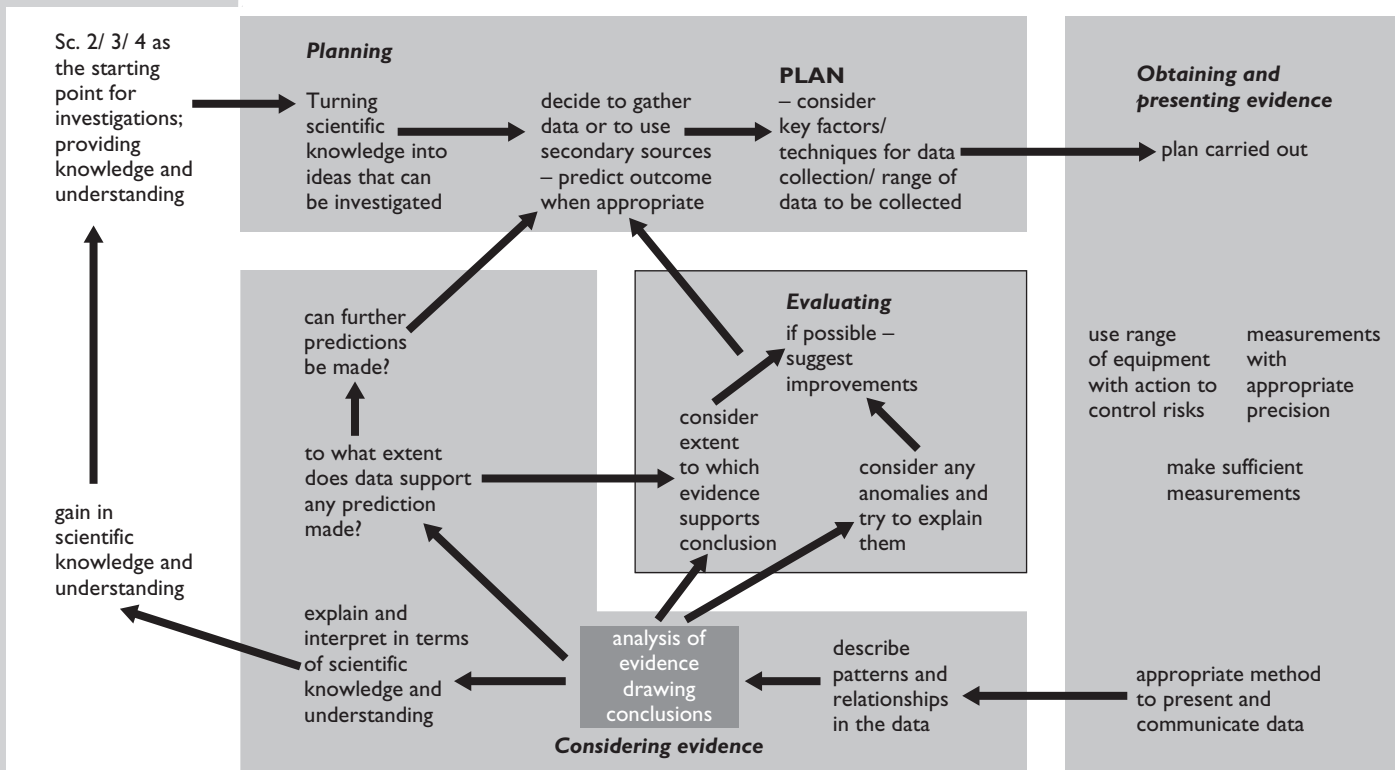 Sc. 2/ 3/ 4 as
the starting
point for
investigations;
providing
knowledge and
understanding
Planning
Turning
scientific
knowledge into
ideas that can
be investigated
decide to gather
data or to use
secondary sources
– predict outcome
when appropriate
PLAN
– consider
key factors/
techniques for data
collection/ range of
data to be collected
Obtaining and
presenting evidence
plan carried out
use range
of equipment
with action to
control risks
measurements
with
appropriate
precision
make sufficient
measurements
appropriate method
to present and
communicate data
describe
patterns and
relationships
in the data
analysis of
evidence
drawing
conclusions
Considering evidence
Evaluating
if possible –
suggest
improvements
consider
extent
to which
evidence
supports
conclusion
consider any
anomalies and
try to explain
them
can further
predictions
be made?
to what extent
does data support
any prediction
made?
explain and
interpret in terms
of scientific
knowledge and
understanding
gain in
scientific
knowledge and
understanding